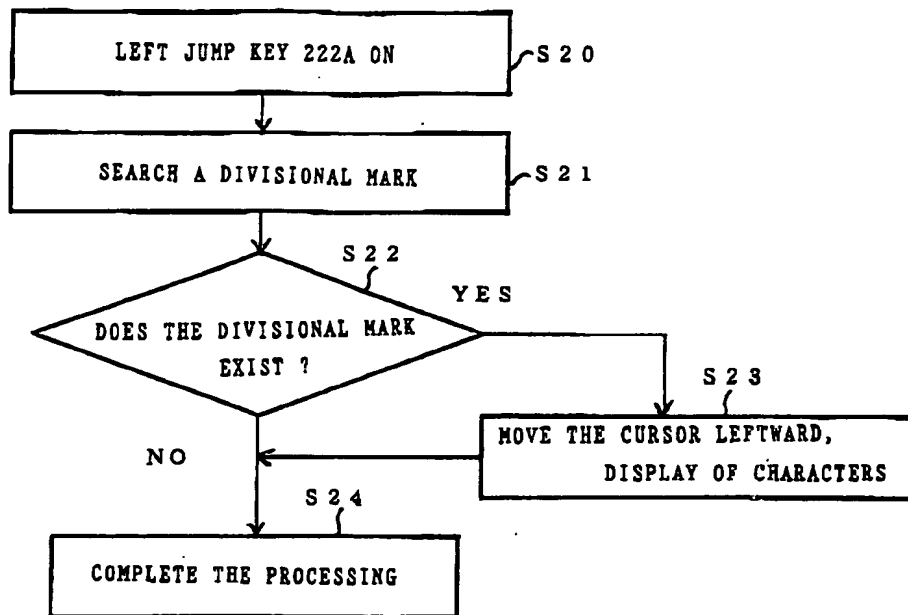 LEFT JUMP KEY 222A ON
S20
SEARCH A DIVISIONAL MARK
S21
S22
YES
DOES THE DIVISIONAL MARK
EXIST ?
S23
MOVE THE CURSOR LEFTWARD,
DISPLAY OF CHARACTERS
NO
S24
COMPLETE THE PROCESSING